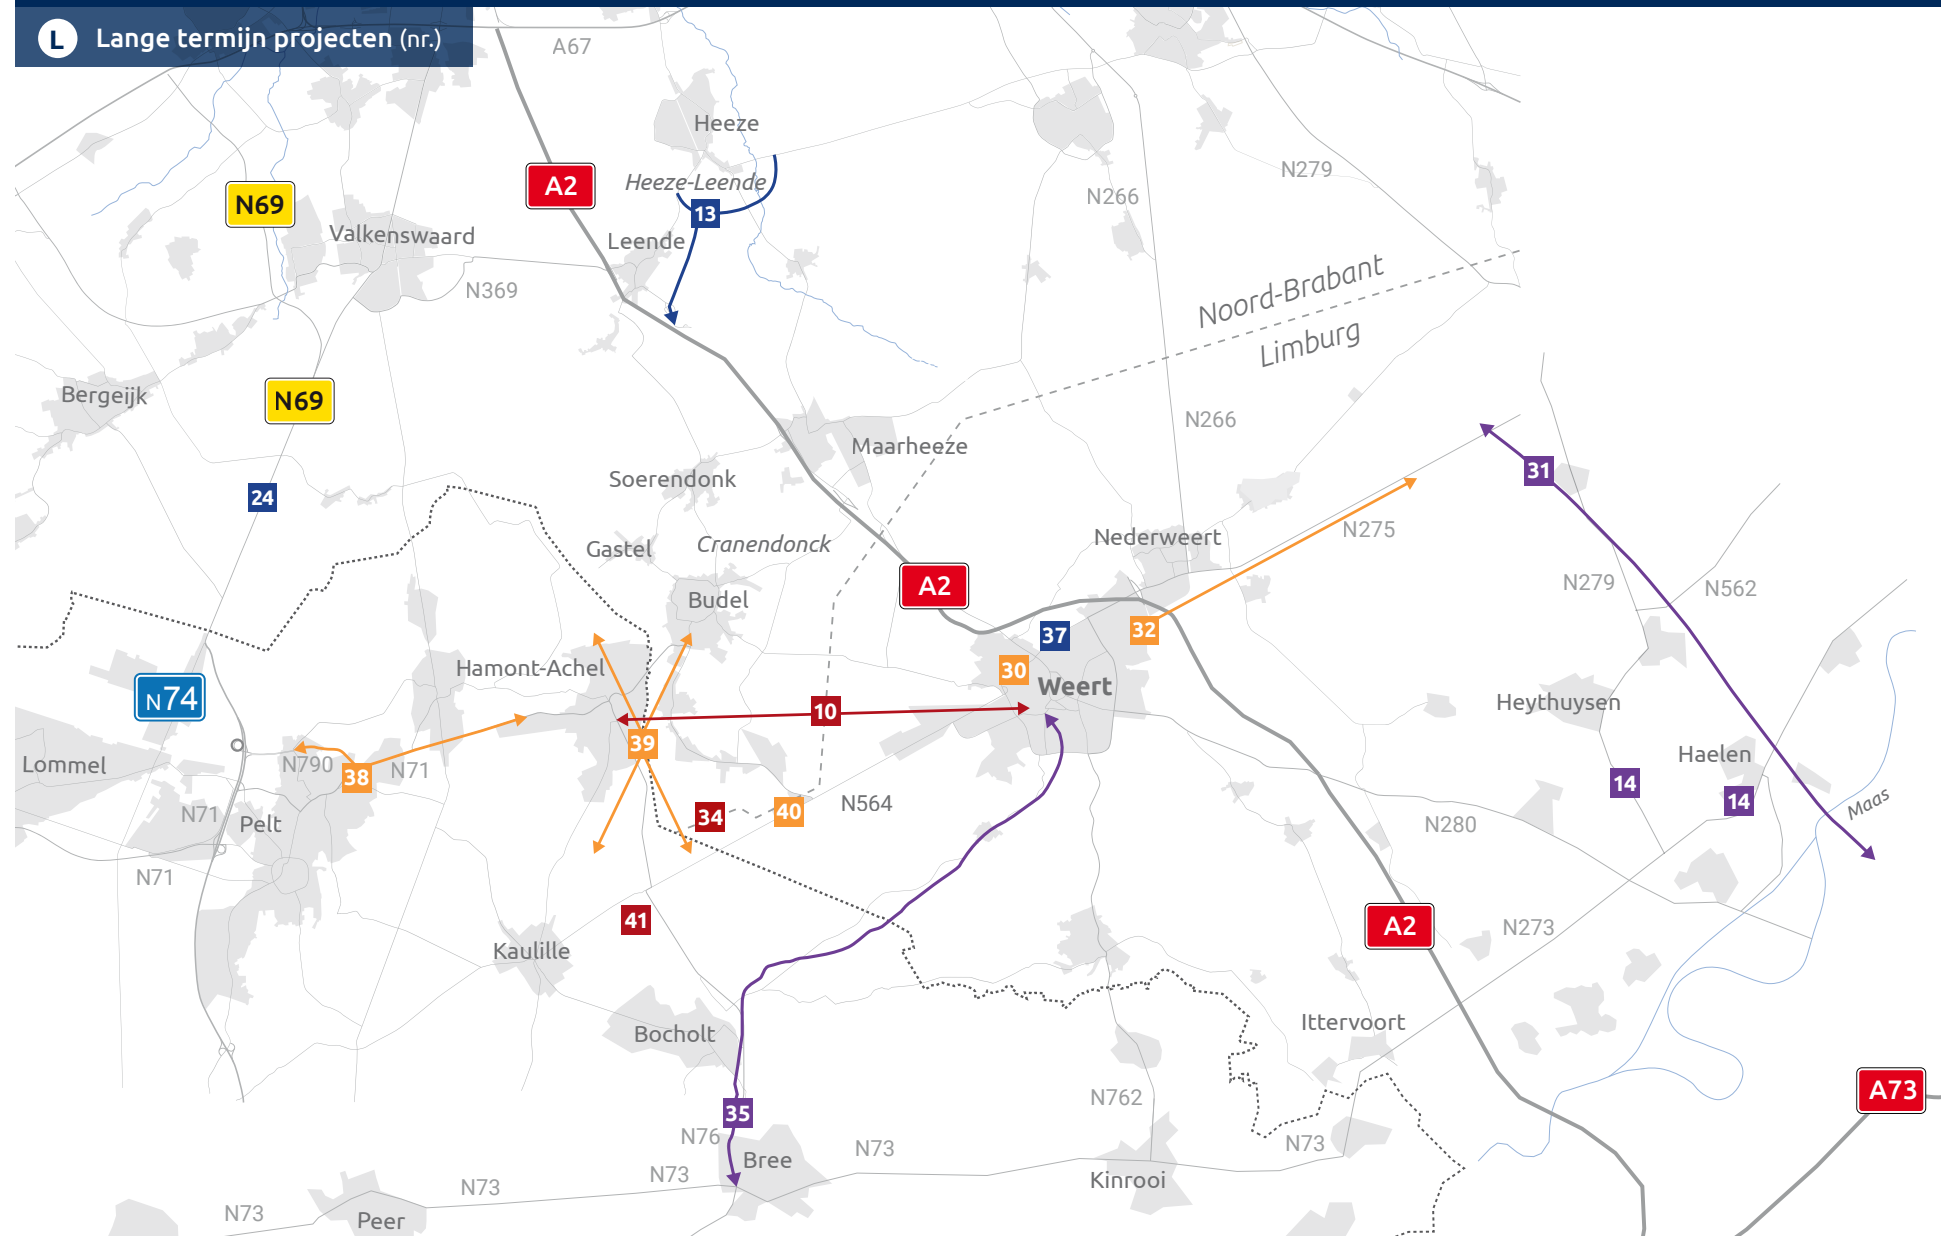 L Lange termijn projecten (nr.)
A67
Heeze
A2
N279
Heeze-Leende
N266
N69
13
Valkenswaard
Leende
N369
Noord-Brabant
Limburg
Bergeijk
N69
N266
Maarheeze
31
Soerendonk
24
N275
Nederweert
Cranendonck
Gastel
N279
N562
A2
Budel
32
37
Hamont-Achel
30
Weert
N74
Heythuysen
10
39
Haelen
Lommel
N790
38
N71
14
14
Maas
N564
40
34
N71
Pelt
N280
N71
41
A2
N273
Kaulille
Ittervoort
Bocholt
A73
N762
35
N76
N73
N73
Bree
N73
Kinrooi
N73
N73
Peer